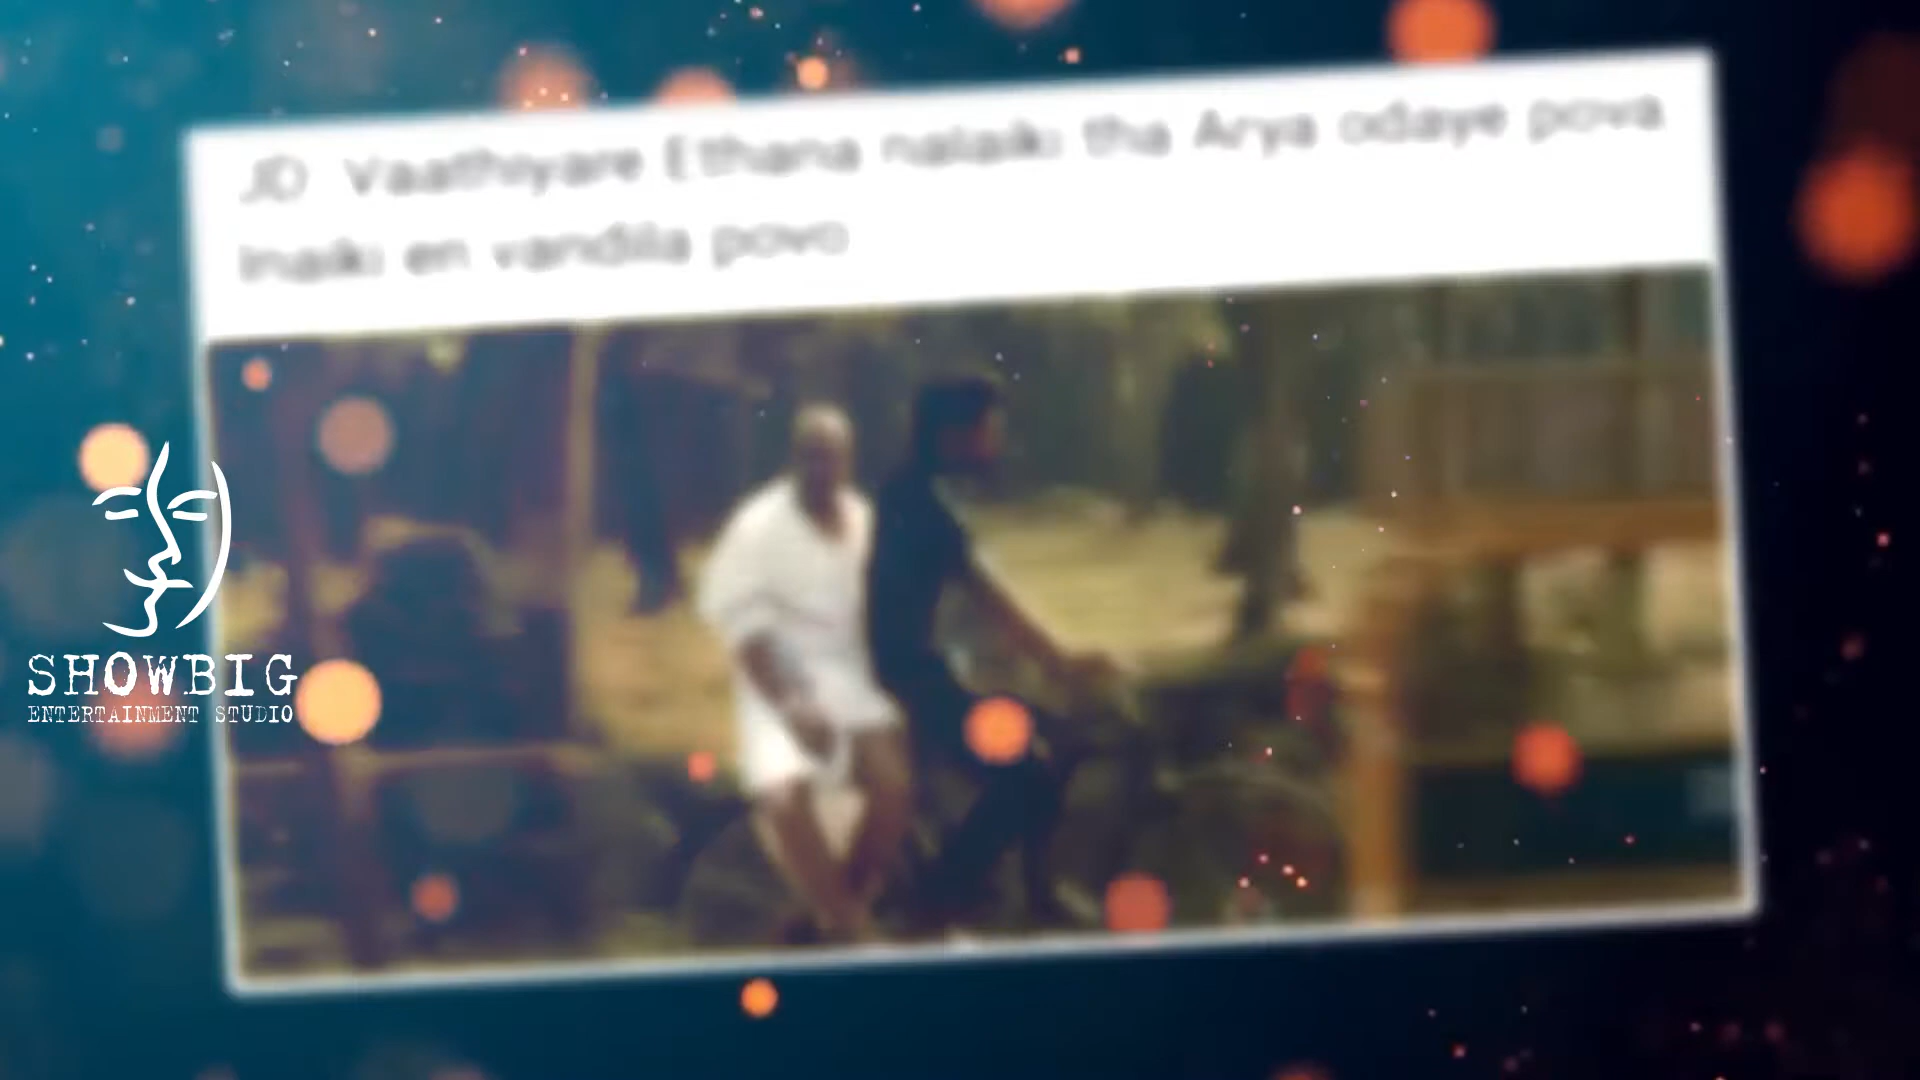 JD Vaathiyare Ethana nalaiki tha Arya odaye pova
Inaiki en vandila povo
SHOWBIG
ENTERTAINMENT STUDIO